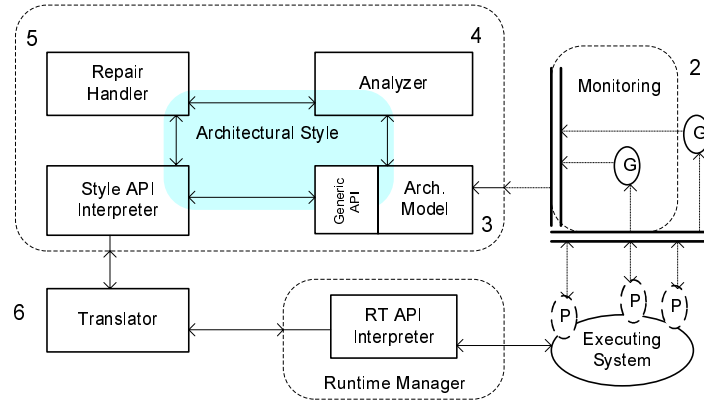 5
4
2
Repair
Handler
Analyzer
Monitoring
Architectural Style
G
G
Style API
Interpreter
Generic
API
Arch.
Model
3
6
Translator
RT API
Interpreter
Runtime Manager
P
P
P
Executing
System